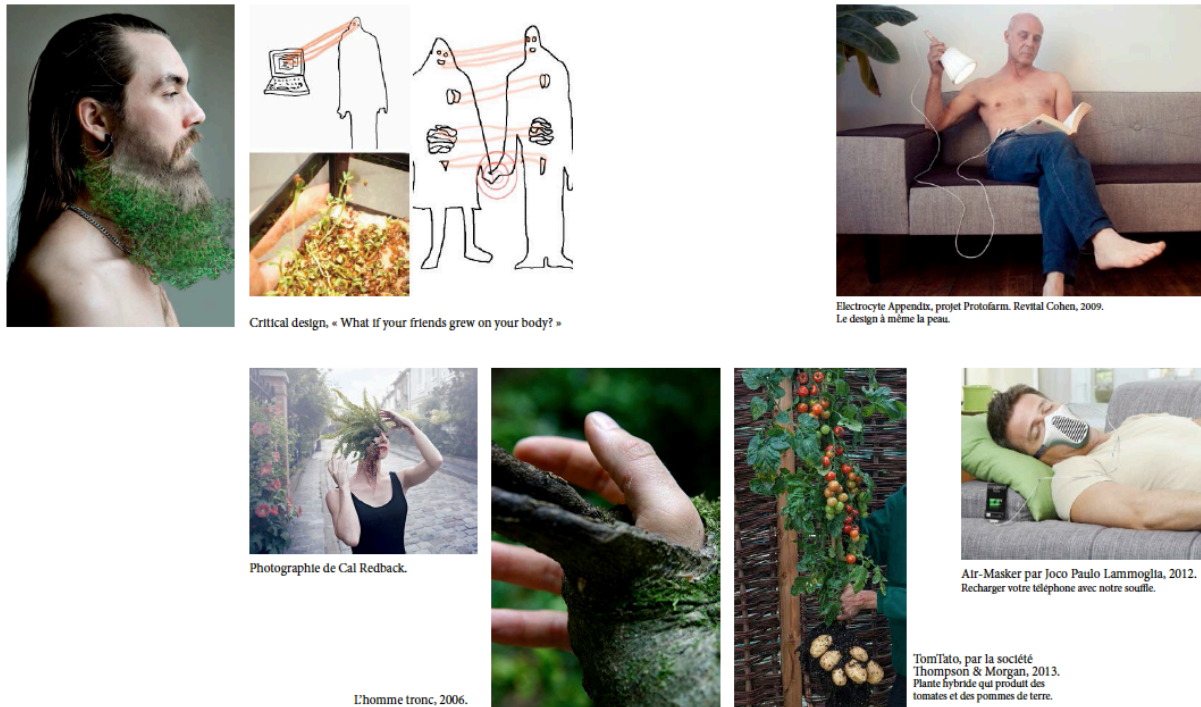 Critical design, « What if your friends grew on your body? »
Electrocyte Appendix, projet Protofarm. Revital Cohen, 2009.
Le design à même la peau.
Photographie de Cal Redback.
L'homme tronc, 2006.
TomTato, par la société
Thompson & Morgan, 2013.
Plante hybride qui produit des
tomates et des pommes de terre.
Air-Masker par Joco Paulo Lammoglia, 2012.
Recharger votre téléphone avec notre souffle.